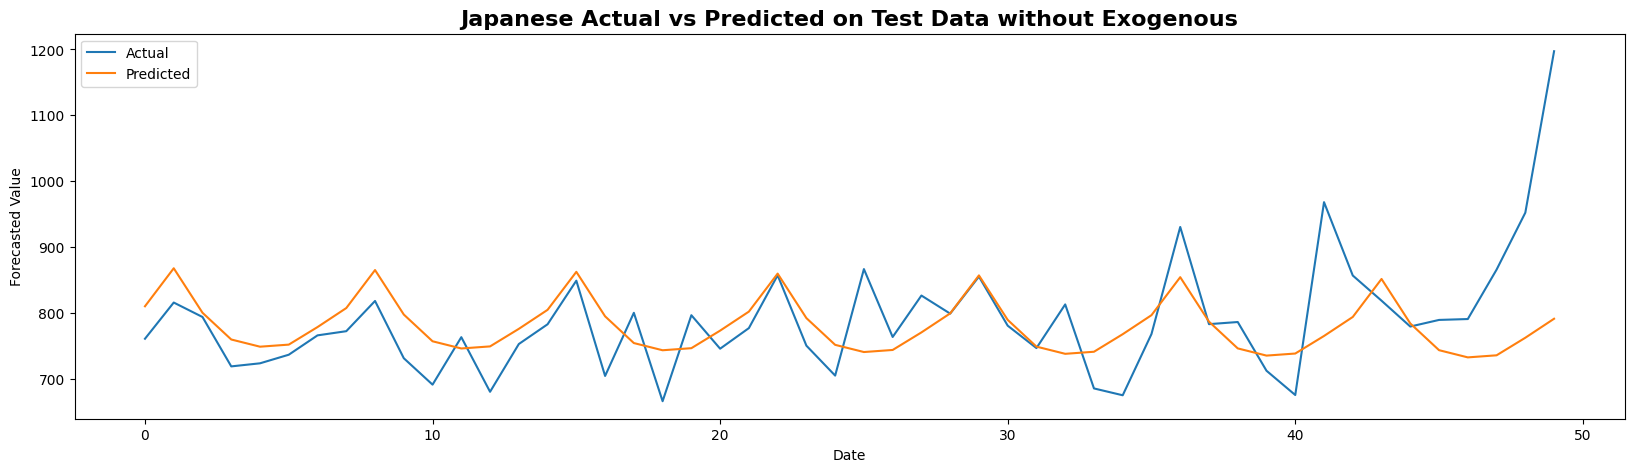 Japanese Actual vs Predicted on Test Data without Exogenous
Actual
Predicted
1200
1100
1000
900
800
700
Forecasted Value
0
10
20
30
40
50
Date